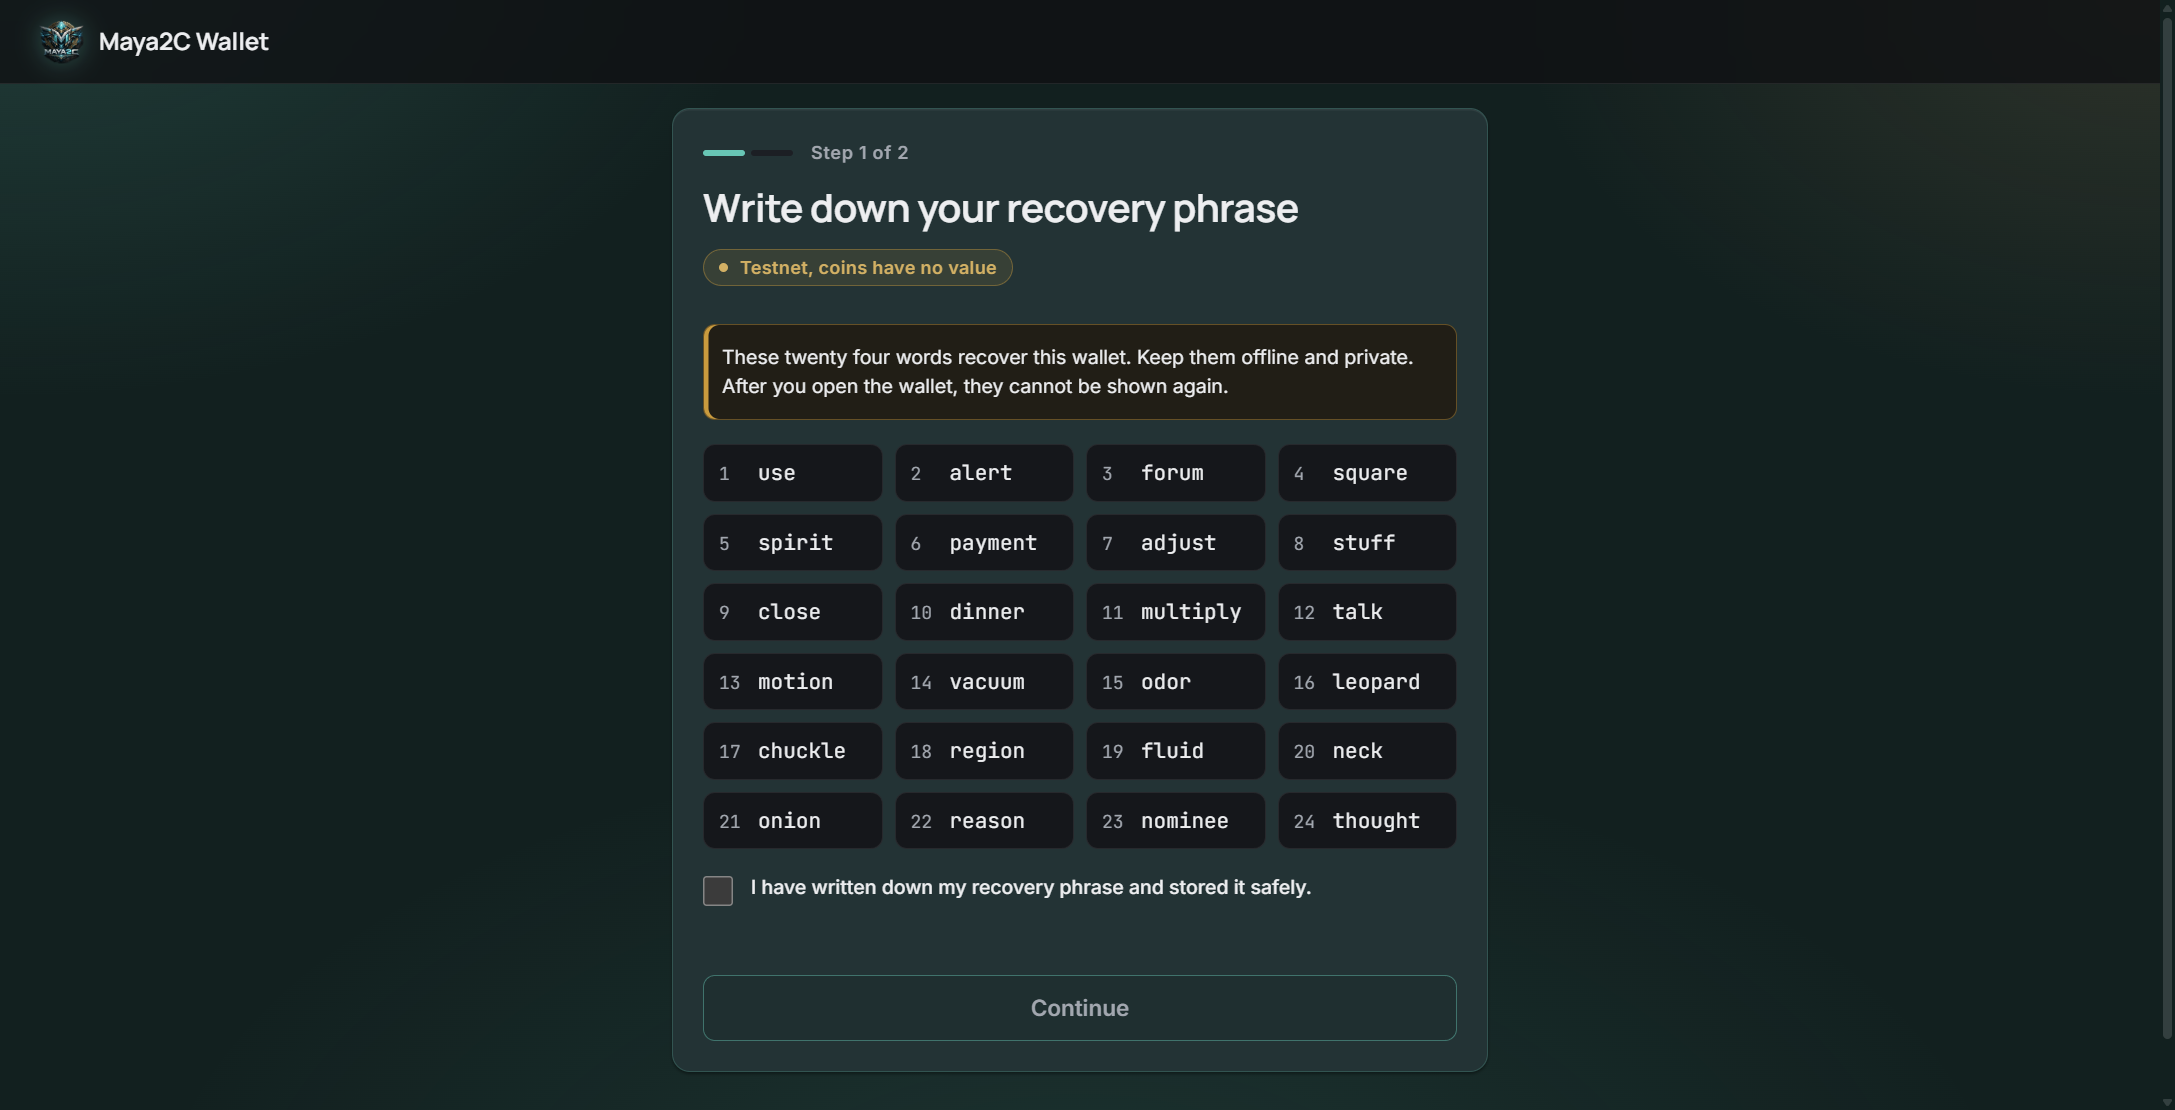 MAYA2C
Maya2C Wallet
Step 1 of 2
Write down your recovery phrase
Testnet, coins have no value
These twenty four words recover this wallet. Keep them offline and private.
After you open the wallet, they cannot be shown again.
1 use 2 alert 3 forum 4 square
5 spirit 6 payment 7 adjust 8 stuff
9 close 10 dinner 11 multiply 12 talk
13 motion 14 vacuum 15 odor 16 leopard
17 chuckle 18 region 19 fluid 20 neck
21 onion 22 reason 23 nominee 24 thought
I have written down my recovery phrase and stored it safely.
Continue